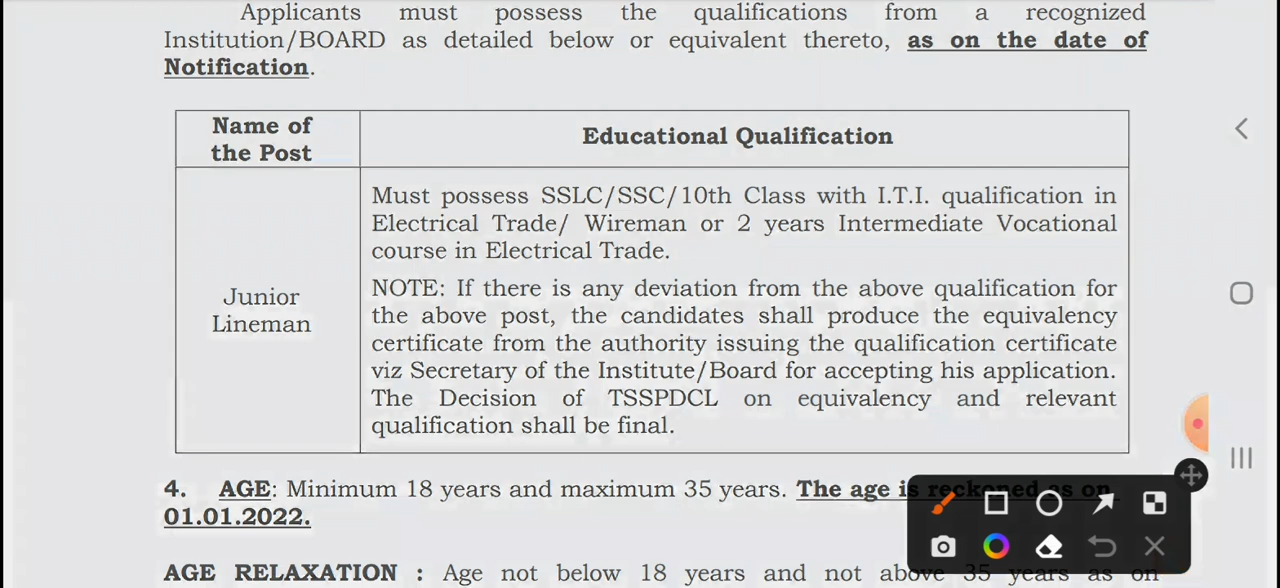 Applicants must possess the qualifications from a recognized
Institution/BOARD as detailed below or equivalent thereto, as on the date of
Notification.
Name of
the Post
Educational Qualification
Junior
Lineman
Must possess SSLC/SSC/10th Class with I.T.I. qualification in
Electrical Trade/ Wireman or 2 years Intermediate Vocational
course in Electrical Trade.
NOTE: If there is any deviation from the above qualification for
the above post, the candidates shall produce the equivalency
certificate from the authority issuing the qualification certificate
viz Secretary of the Institute/Board for accepting his application.
The Decision of TSSPDCL on equivalency and relevant
qualification shall be final.
4. AGE: Minimum 18 years and maximum 35 years. The age is reckoned as on
01.01.2022.
AGE RELAXATION : Age not below 18 years and not above 35 years as on